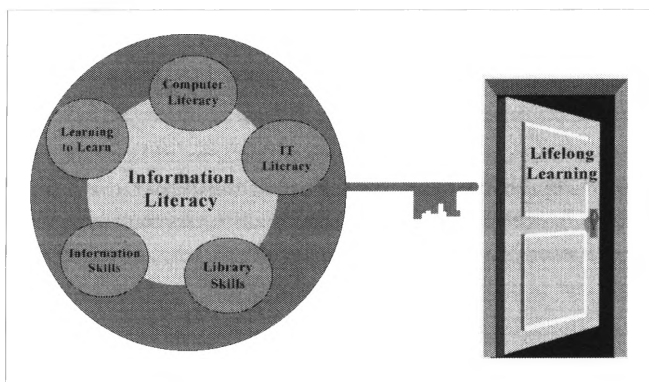 Computer
Literacy
Learning
to Learn
IT
Literacy
Information
Literacy
Information
Skills
Library
Skills
Lifelong
Learning